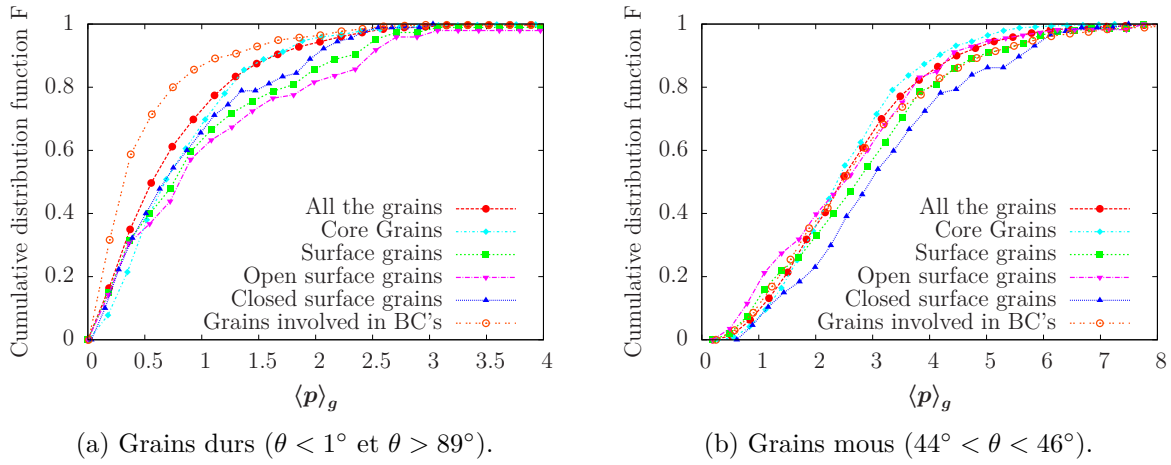 Cumulative distribution function F
1
0.8
0.6
0.4
0.2
0
0 0.5 1 1.5 2 2.5 3 3.5 4
All the grains
Core Grains
Surface grains
Open surface grains
Closed surface grains
Grains involved in BC's
⟨p⟩g
(a) Grains durs (θ < 1° et θ > 89°).
Cumulative distribution function F
1
0.8
0.6
0.4
0.2
0
0 1 2 3 4 5 6 7 8
All the grains
Core Grains
Surface grains
Open surface grains
Closed surface grains
Grains involved in BC's
⟨p⟩g
(b) Grains mous (44° < θ < 46°).